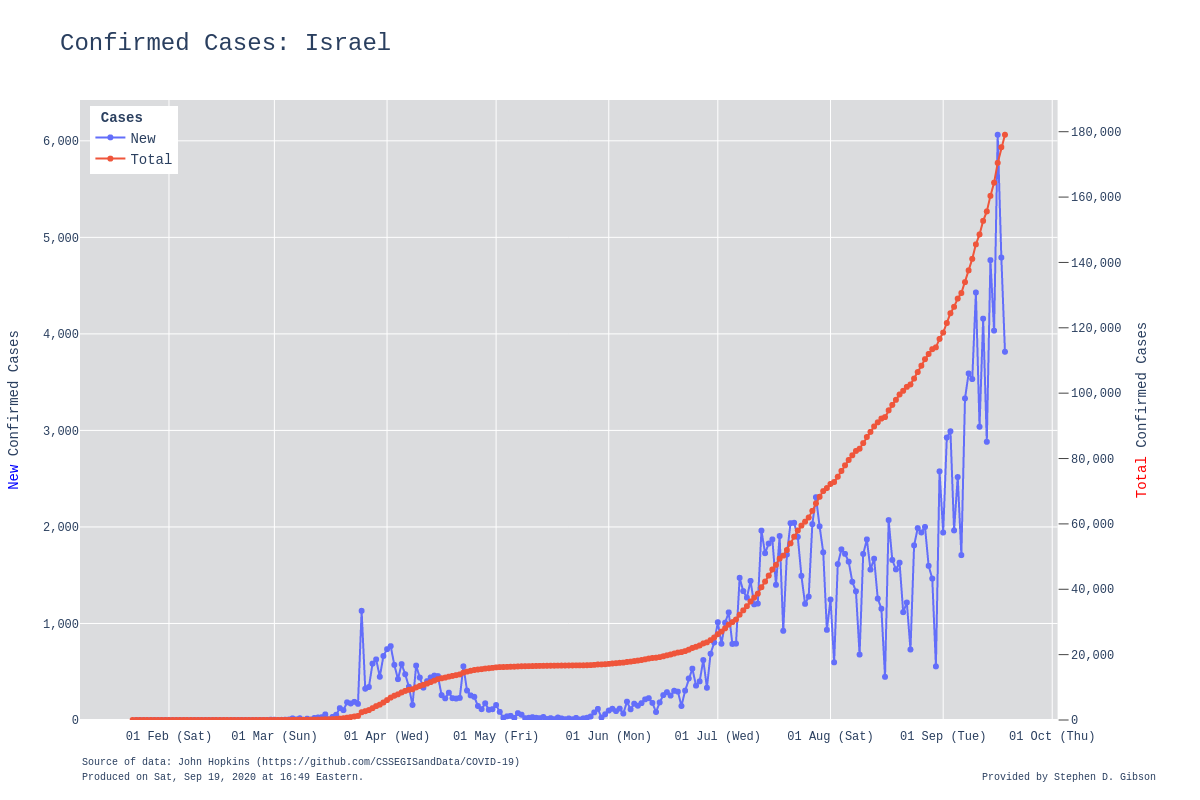 Confirmed Cases: Israel
Cases
New
Total
6,000
5,000
4,000
3,000
2,000
1,000
0
New Confirmed Cases
180,000
160,000
140,000
120,000
100,000
80,000
60,000
40,000
20,000
0
Total Confirmed Cases
01 Feb (Sat) 01 Mar (Sun) 01 Apr (Wed) 01 May (Fri) 01 Jun (Mon) 01 Jul (Wed) 01 Aug (Sat) 01 Sep (Tue) 01 Oct (Thu)
Source of data: John Hopkins (https://github.com/CSSEGISandData/COVID-19)
Produced on Sat, Sep 19, 2020 at 16:49 Eastern.
Provided by Stephen D. Gibson